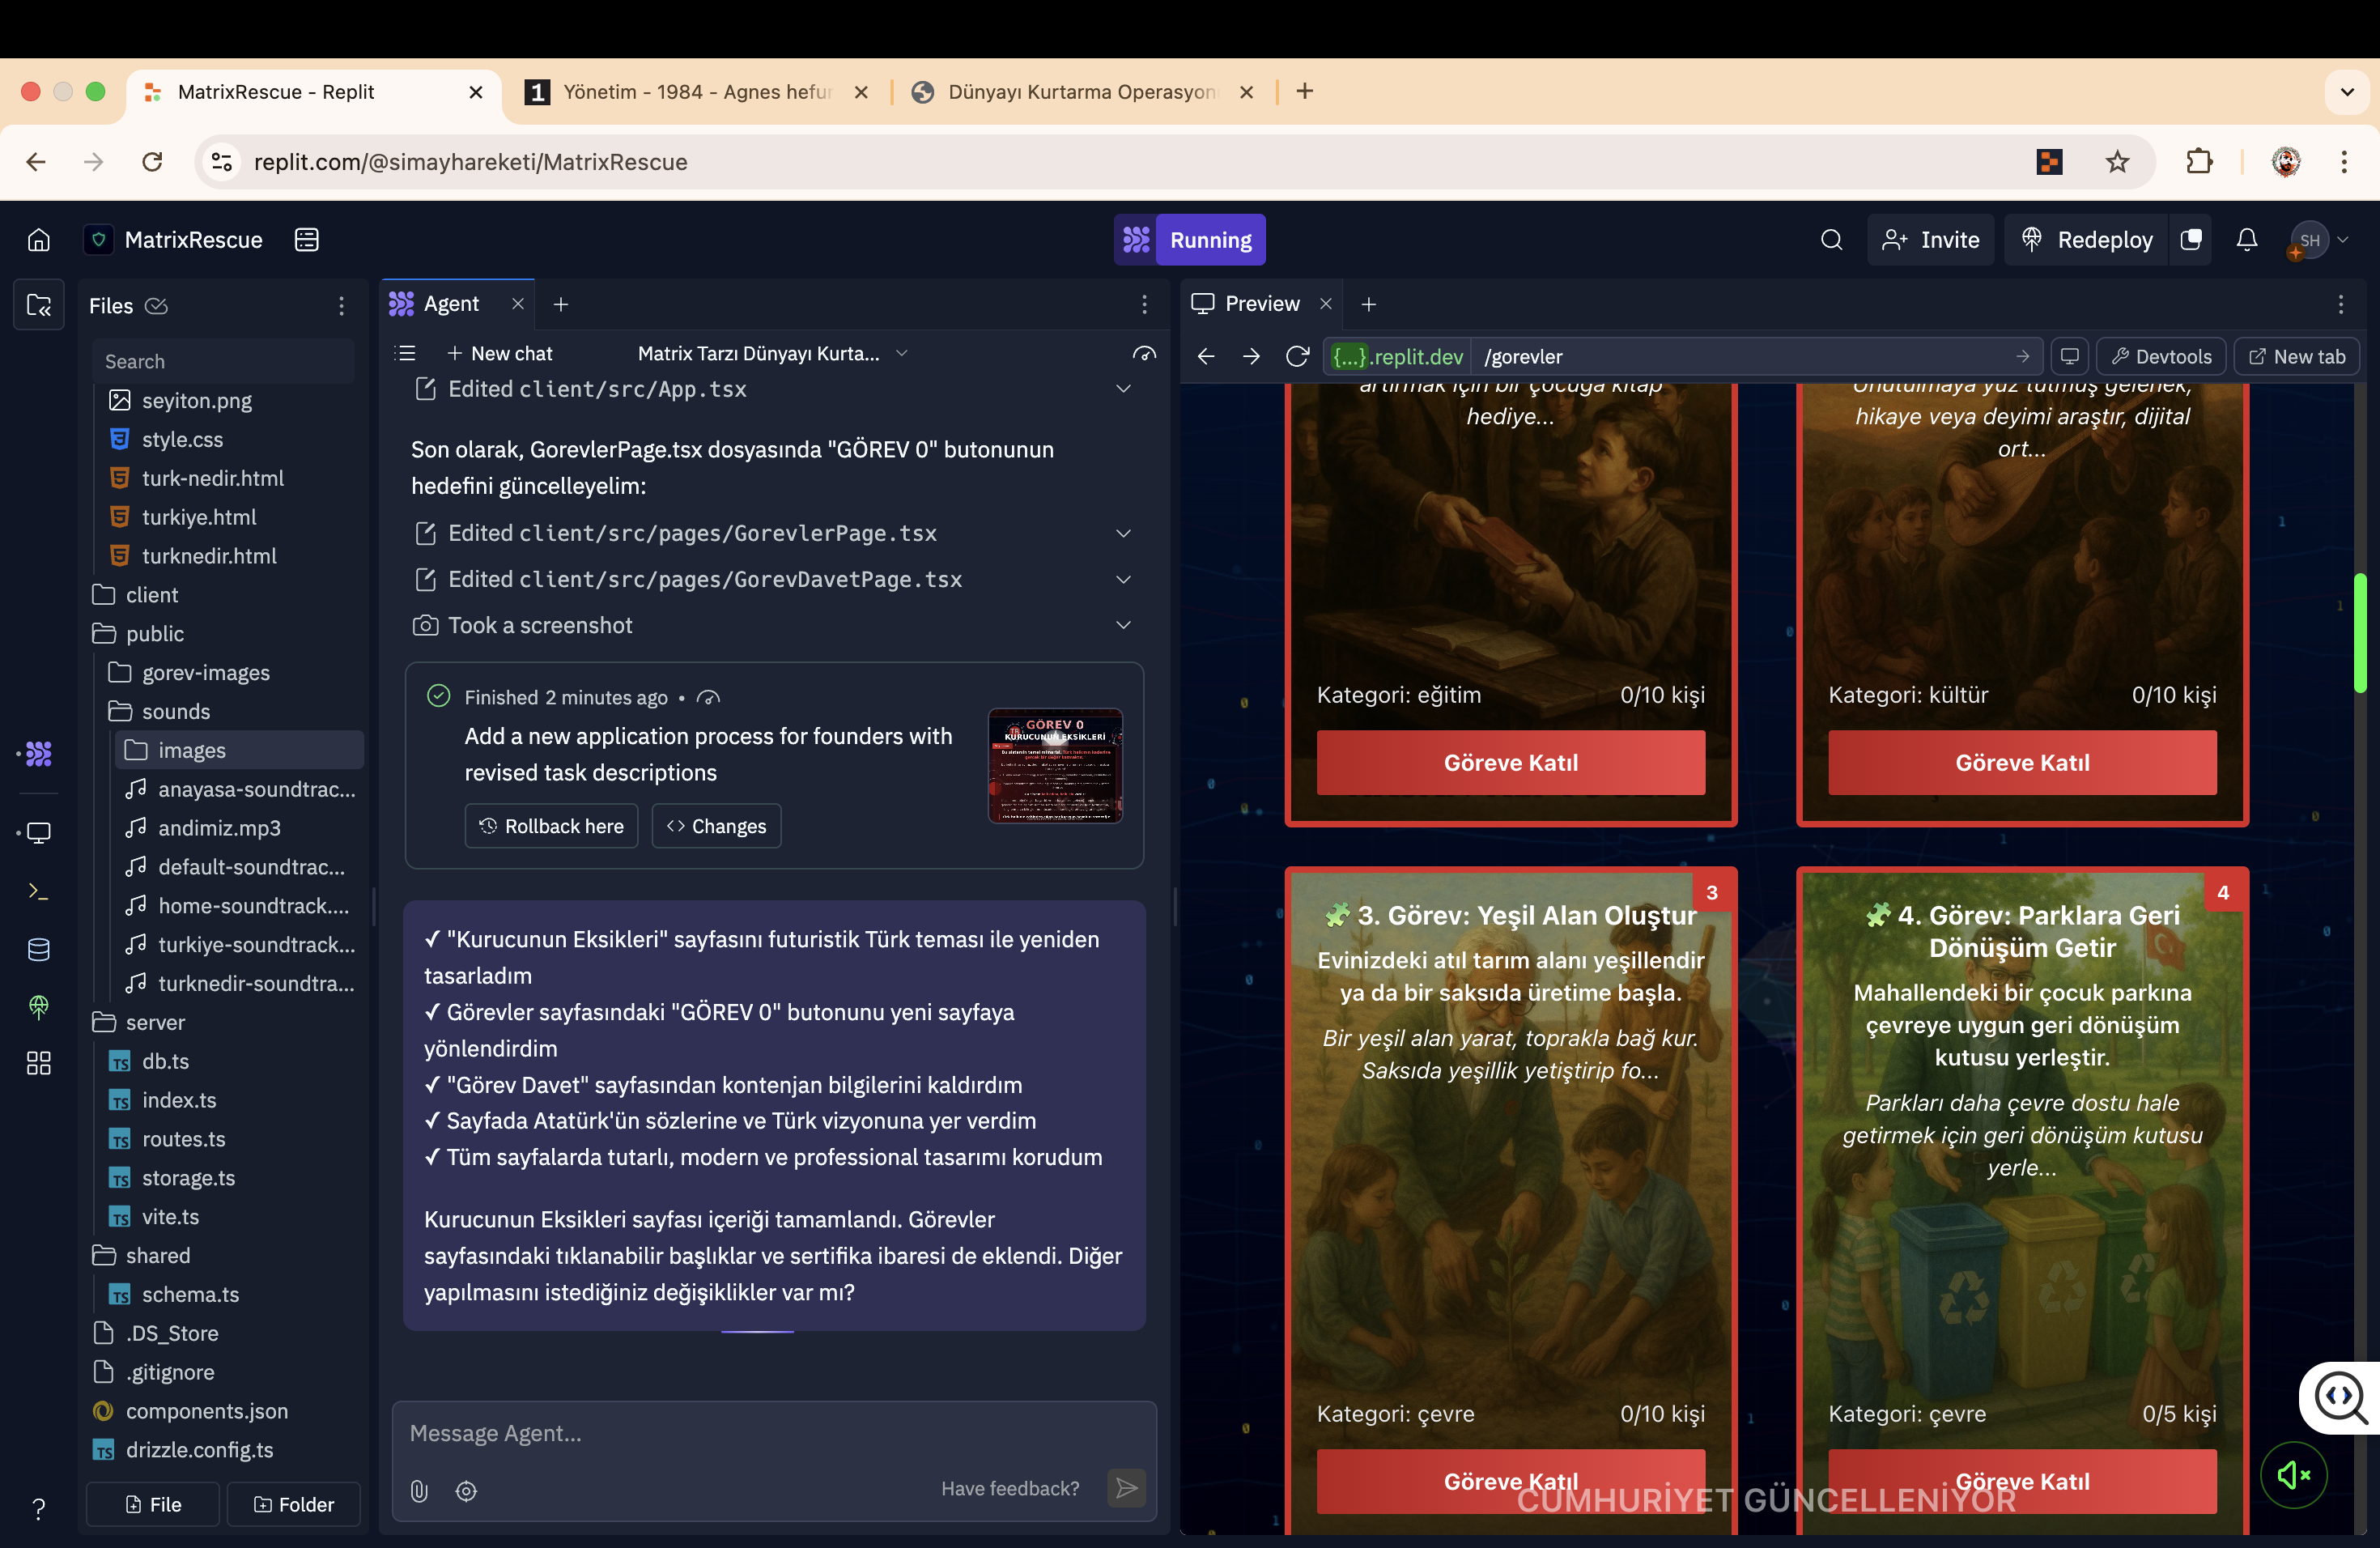 MatrixRescue - Replit
Yönetim - 1984 - Agnes hefur
Dünyayı Kurtarma Operasyon
replit.com/@simayhareketi/MatrixRescue
MatrixRescue
Running
Invite
Redeploy
SH
Files
Search
seyiton.png
style.css
turk-nedir.html
turkiye.html
turknedir.html
client
public
gorev-images
sounds
images
anayasa-soundtrac...
andimiz.mp3
default-soundtrac...
home-soundtrack....
turkiye-soundtrack...
turknedir-soundtra...
server
db.ts
index.ts
routes.ts
storage.ts
vite.ts
shared
schema.ts
.DS_Store
.gitignore
components.json
drizzle.config.ts
File
Folder
Agent
New chat
Matrix Tarzı Dünyayı Kurta...
Edited client/src/App.tsx
Son olarak, GorevlerPage.tsx dosyasında "GÖREV 0" butonunun
hedefini güncelleyelim:
Edited client/src/pages/GorevlerPage.tsx
Edited client/src/pages/GorevDavetPage.tsx
Took a screenshot
Finished 2 minutes ago •
Add a new application process for founders with
revised task descriptions
Rollback here
Changes
GÖREV 0
KURUCUNUN EKSİKLERİ
✓ "Kurucunun Eksikleri" sayfasını futuristik Türk teması ile yeniden
tasarladım
✓ Görevler sayfasındaki "GÖREV 0" butonunu yeni sayfaya
yönlendirdim
✓ "Görev Davet" sayfasından kontenjan bilgilerini kaldırdım
✓ Sayfada Atatürk'ün sözlerine ve Türk vizyonuna yer verdim
✓ Tüm sayfalarda tutarlı, modern ve professional tasarımı korudum
Kurucunun Eksikleri sayfası içeriği tamamlandı. Görevler
sayfasındaki tıklanabilir başlıklar ve sertifika ibaresi de eklendi. Diğer
yapılmasını istediğiniz değişiklikler var mı?
Message Agent...
Have feedback?
Preview
{...}.replit.dev
/gorevler
Devtools
New tab
artırmak için bir çocuğa kitap
hediye...
Kategori: eğitim
0/10 kişi
Göreve Katıl
Unutulmaya yüz tutmuş gelenek,
hikaye veya deyimi araştır, dijital
ort...
Kategori: kültür
0/10 kişi
Göreve Katıl
3
3. Görev: Yeşil Alan Oluştur
Evinizdeki atıl tarım alanı yeşillendir
ya da bir saksıda üretime başla.
Bir yeşil alan yarat, toprakla bağ kur.
Saksıda yeşillik yetiştirip fo...
Kategori: çevre
0/10 kişi
Göreve Katıl
4
4. Görev: Parklara Geri
Dönüşüm Getir
Mahallendeki bir çocuk parkına
çevreye uygun geri dönüşüm
kutusu yerleştir.
Parkları daha çevre dostu hale
getirmek için geri dönüşüm kutusu
yerle...
Kategori: çevre
0/5 kişi
Göreve Katıl
CUMHURİYET GÜNCELLENİYOR